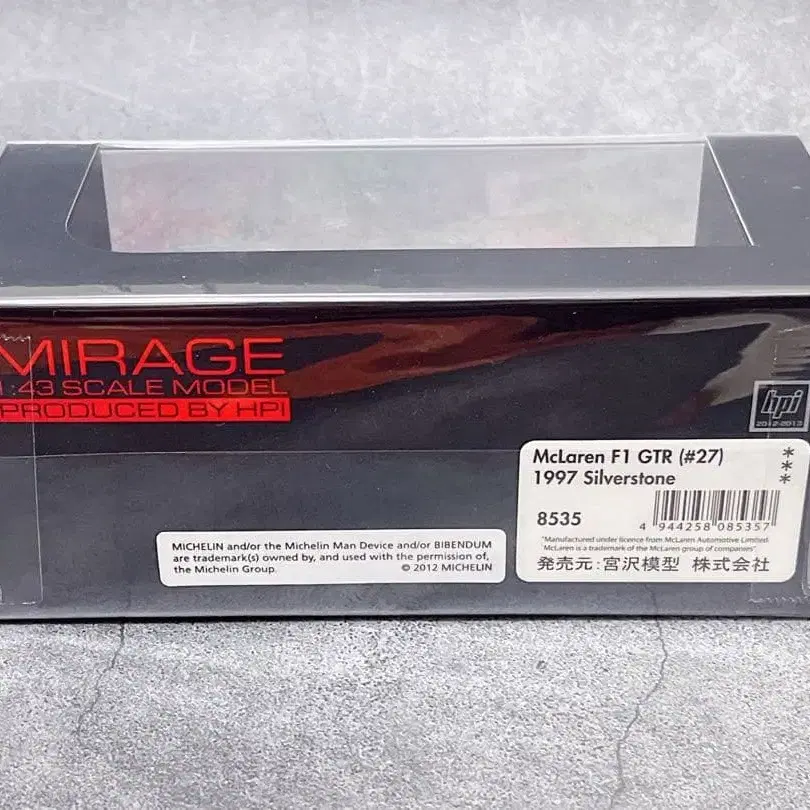 MIRAGE
1:43 SCALE MODEL
PRODUCED BY HPI
hpi
2012-2013
McLaren F1 GTR (#27)
1997 Silverstone
***
8535
4 944258 085357
"Manufactured under licence from McLaren Automotive Limited.
McLaren is a trademark of the McLaren group of companies"
発売元:宮沢模型 株式会社
MICHELIN and/or the Michelin Man Device and/or BIBENDUM
are trademark(s) owned by, and used with the permission of,
the Michelin Group.
© 2012 MICHELIN